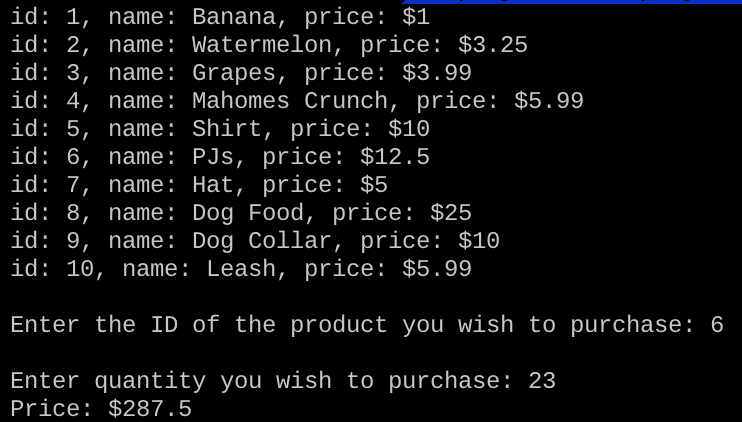 id: 1, name: Banana, price: $1
id: 2, name: Watermelon, price: $3.25
id: 3, name: Grapes, price: $3.99
id: 4, name: Mahomes Crunch, price: $5.99
id: 5, name: Shirt, price: $10
id: 6, name: PJs, price: $12.5
id: 7, name: Hat, price: $5
id: 8, name: Dog Food, price: $25
id: 9, name: Dog Collar, price: $10
id: 10, name: Leash, price: $5.99
Enter the ID of the product you wish to purchase: 6
Enter quantity you wish to purchase: 23
Price: $287.5